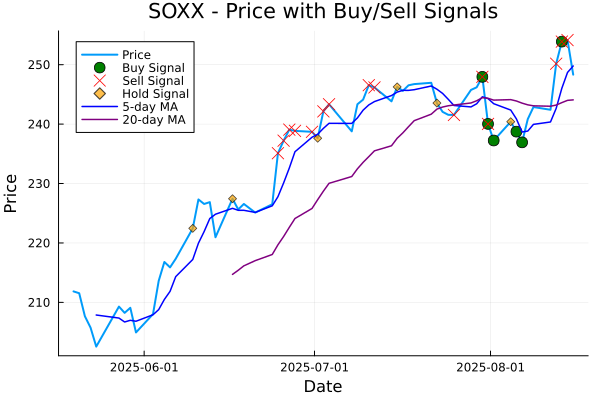 SOXX - Price with Buy/Sell Signals
Price
Buy Signal
Sell Signal
Hold Signal
5-day MA
20-day MA
250
240
230
220
210
Price
2025-06-01
2025-07-01
2025-08-01
Date